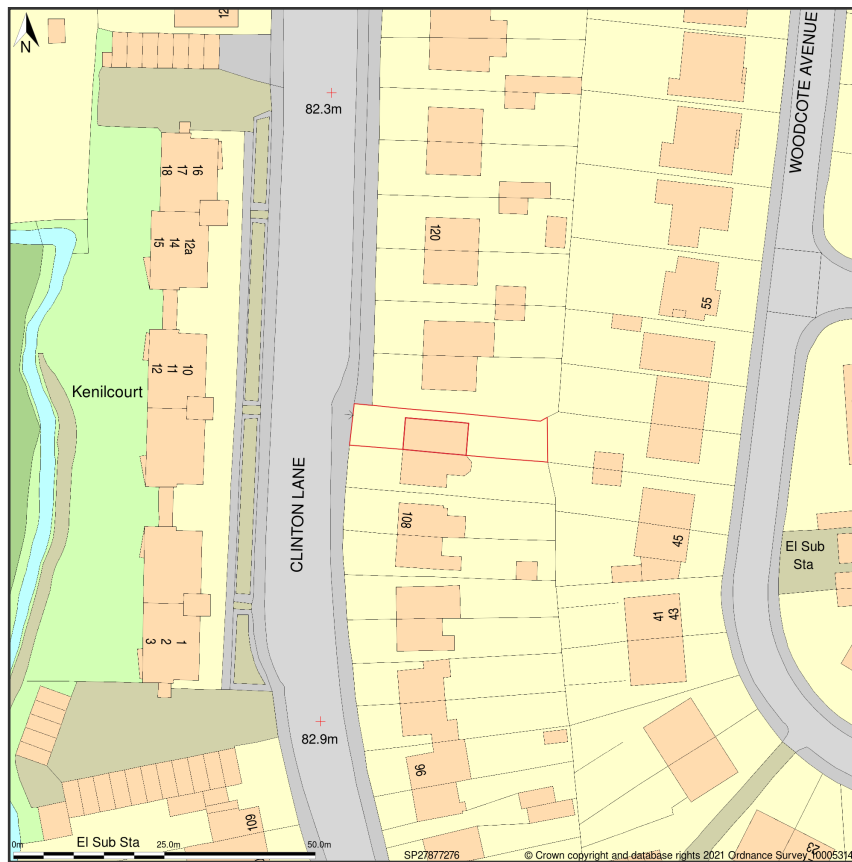 N
12
82.3m
WOODCOTE AVENUE
16
17
18
12a
14
15
120
55
10
11
12
Kenilcourt
CLINTON LANE
108
45
El Sub
Sta
43
41
1
2
3
82.9m
96
109
23
El Sub Sta
0m
25.0m
50.0m
SP27877276
© Crown copyright and database rights 2021 Ordnance Survey 10005314